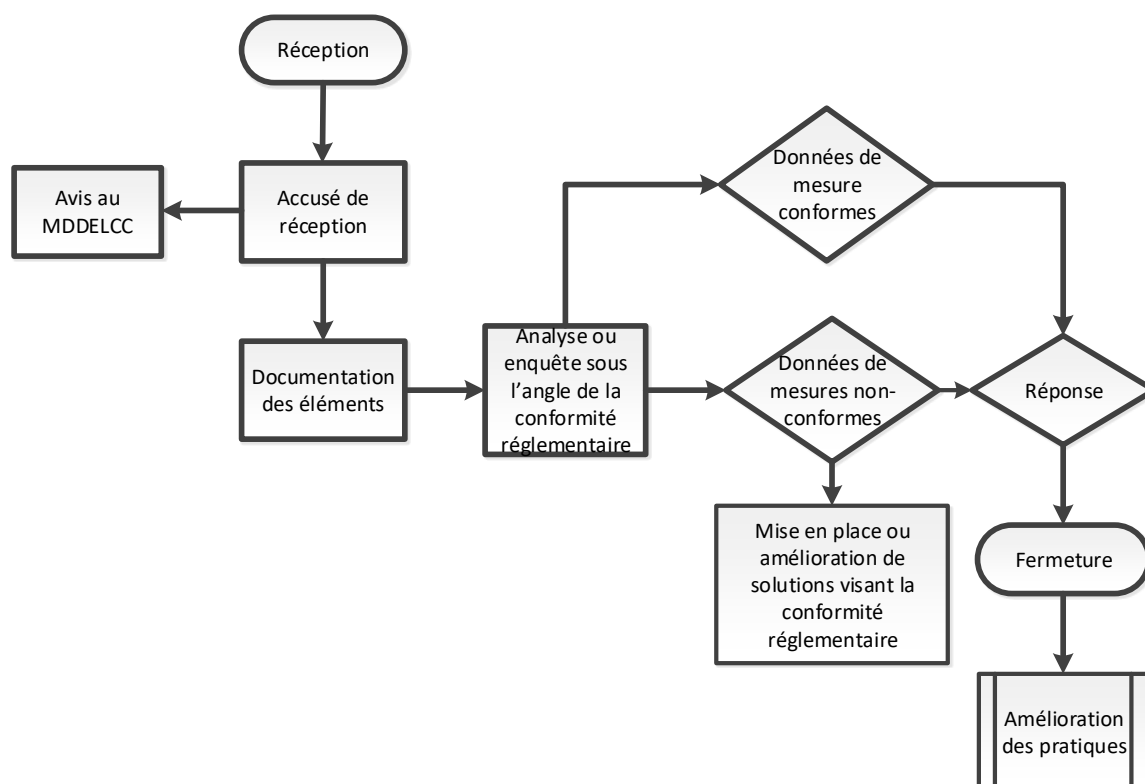 Réception
Accusé de
réception
Avis au
MDDELCC
Documentation
des éléments
Analyse ou
enquête sous
l'angle de la
conformité
réglementaire
Données de
mesure
conformes
Données de
mesures non-
conformes
Mise en place ou
amélioration de
solutions visant la
conformité
réglementaire
Réponse
Fermeture
Amélioration
des pratiques